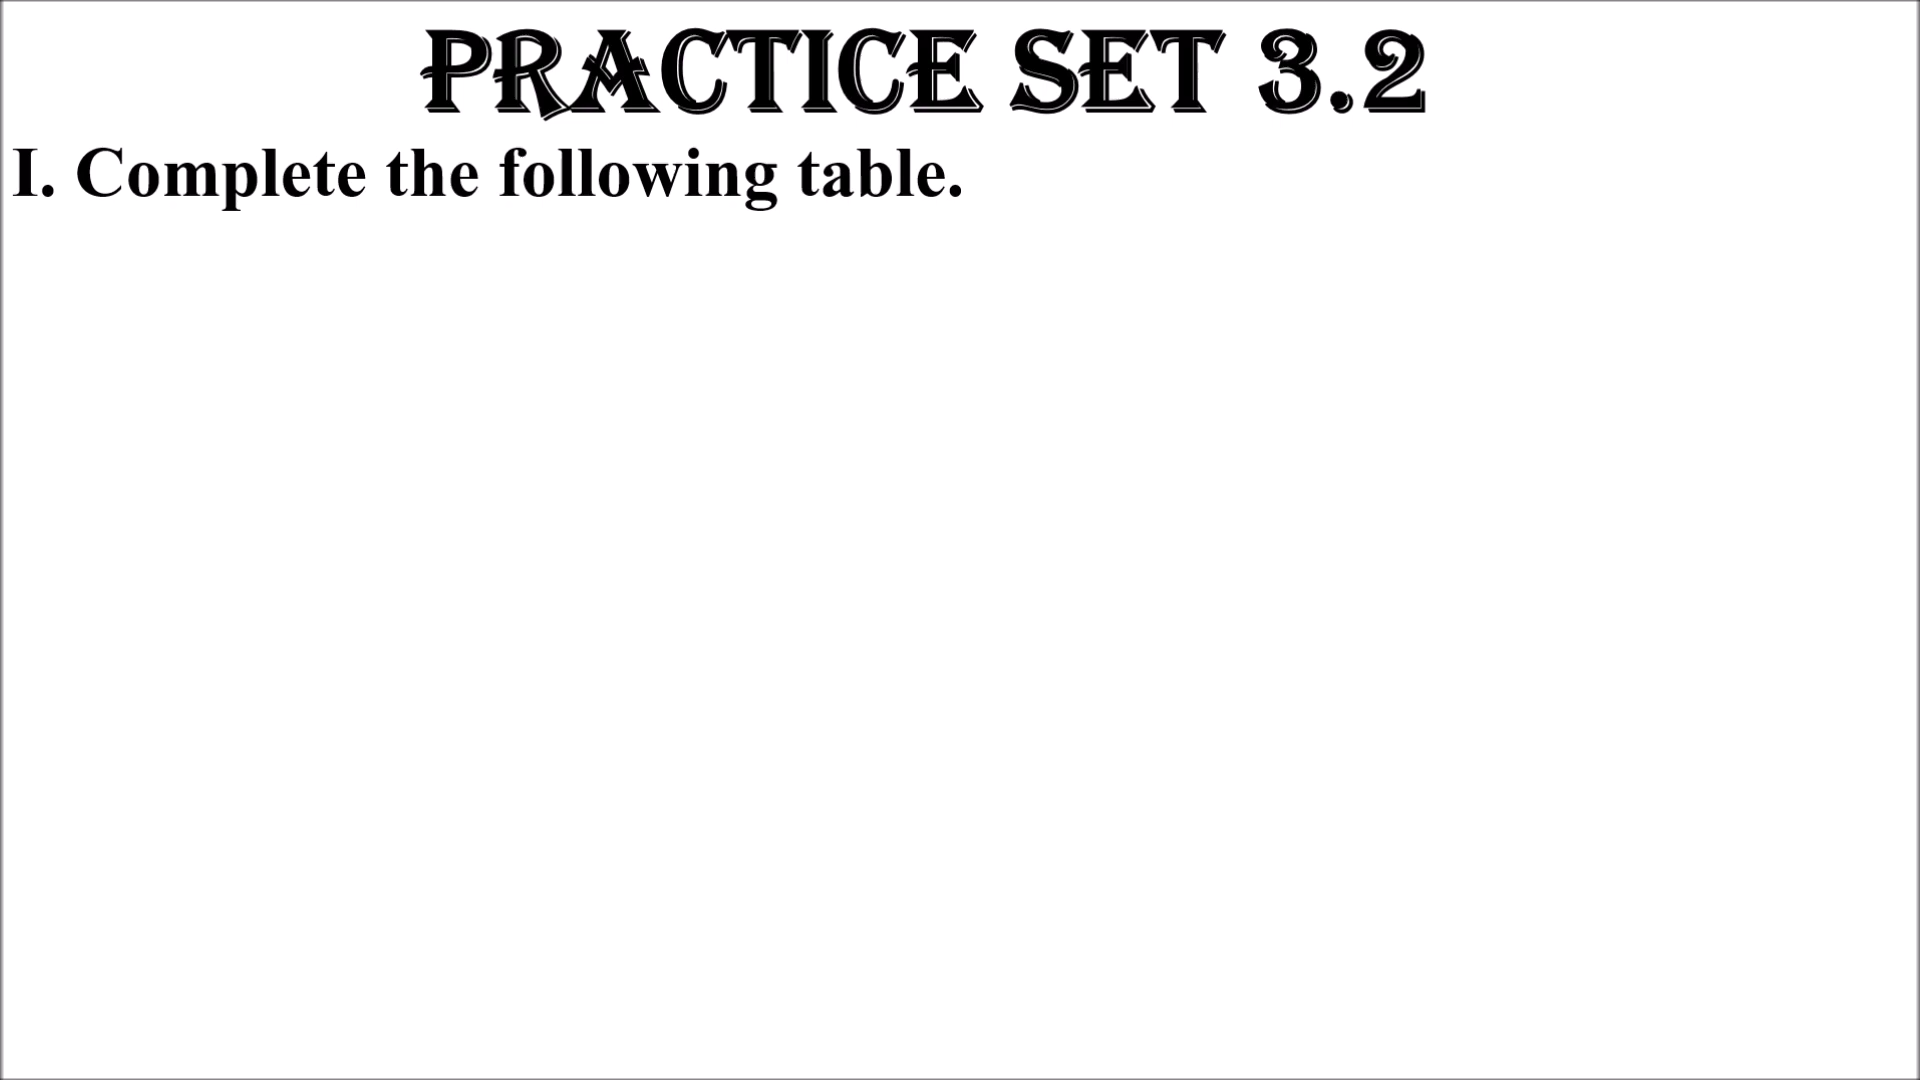 PRACTICE SET 3.2
I. Complete the following table.